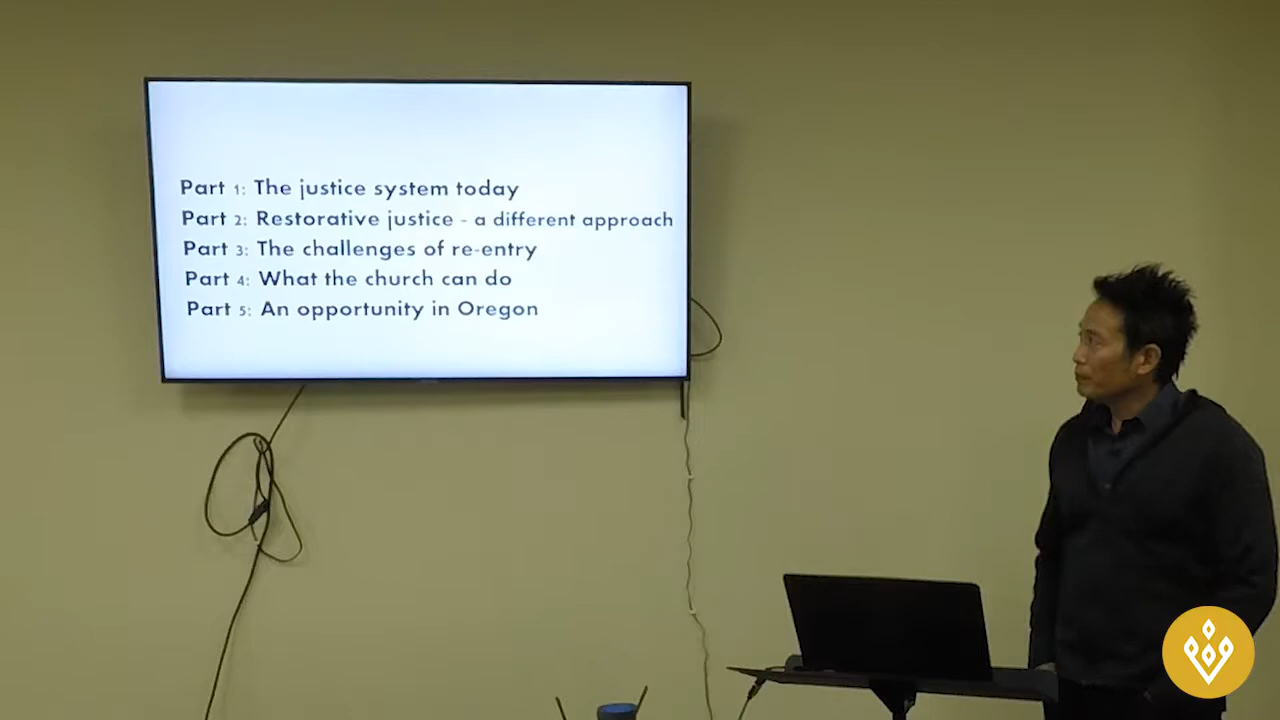 Part 1: The justice system today
Part 2: Restorative justice - a different approach
Part 3: The challenges of re-entry
Part 4: What the church can do
Part 5: An opportunity in Oregon